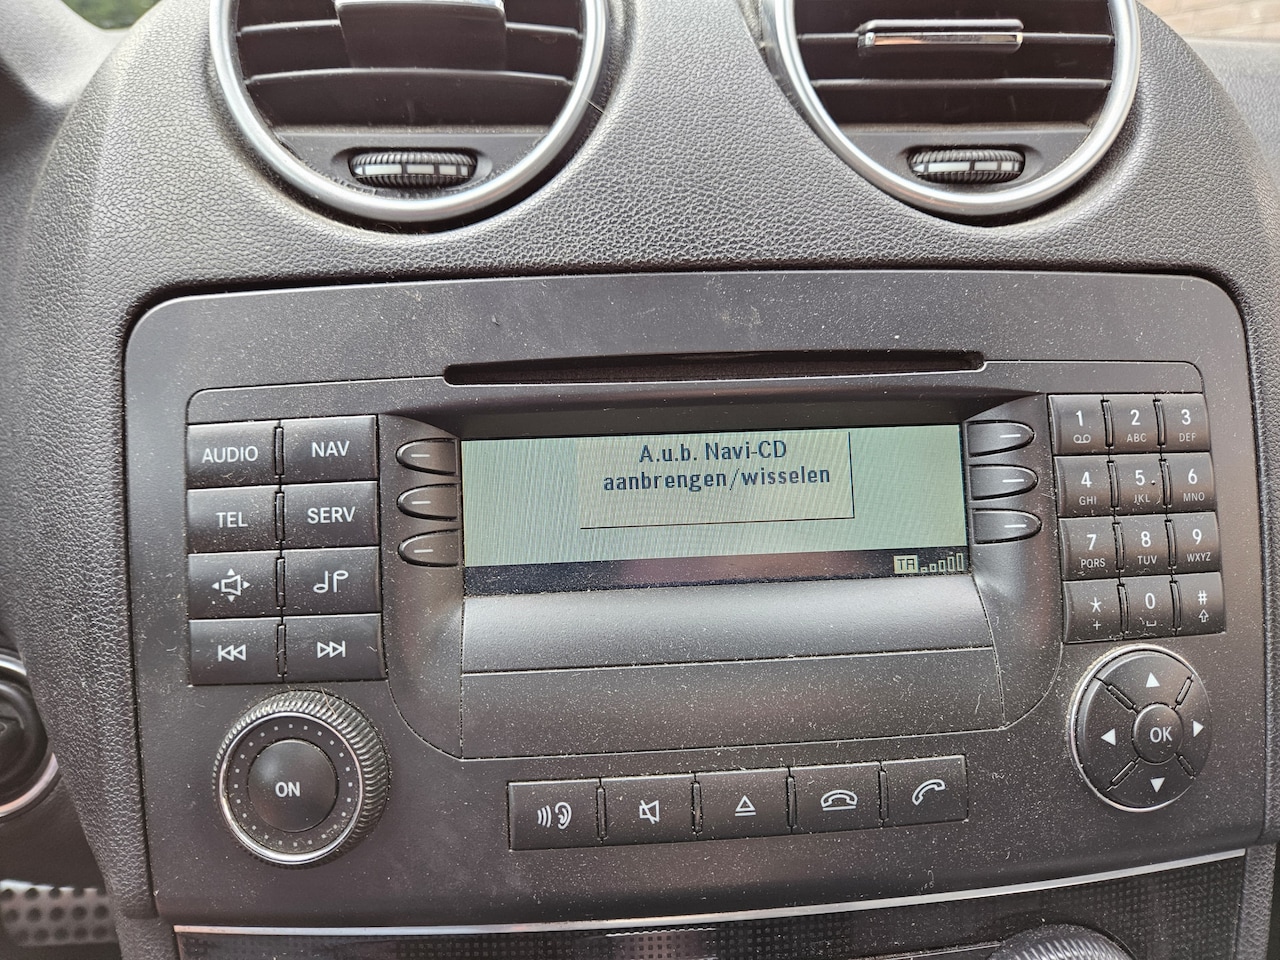 A.u.b. Navi-CD
aanbrengen/wisselen
TA
AUDIO NAV
TEL SERV
ON
1 2 ABC 3 DEF
4 GHI 5 JKL 6 MNO
7 PQRS 8 TUV 9 WXYZ
* + 0 #
OK